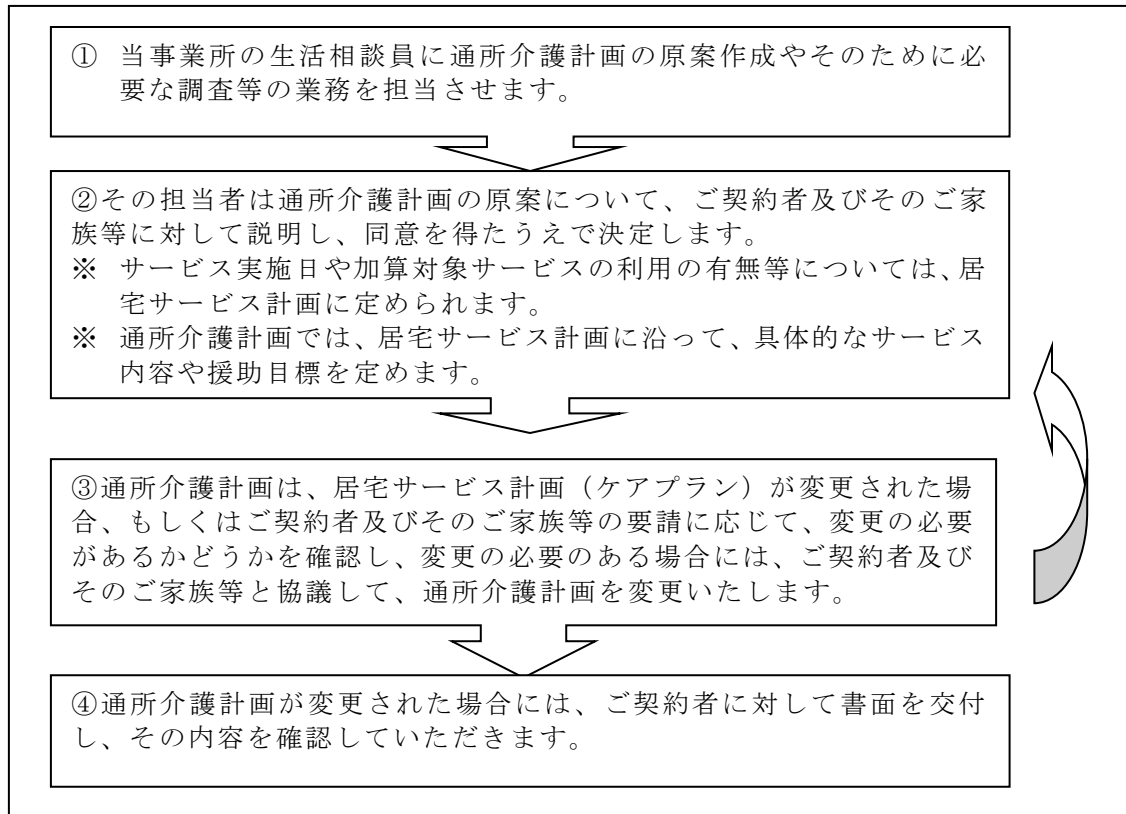 ① 当事業所の生活相談員に通所介護計画の原案作成やそのために必
要な調査等の業務を担当させます。
②その担当者は通所介護計画の原案について、ご契約者及びそのご家
族等に対して説明し、同意を得たうえで決定します。
※ サービス実施日や加算対象サービスの利用の有無等については、居
宅サービス計画に定められます。
※ 通所介護計画では、居宅サービス計画に沿って、具体的なサービス
内容や援助目標を定めます。
③通所介護計画は、居宅サービス計画（ケアプラン）が変更された場
合、もしくはご契約者及びそのご家族等の要請に応じて、変更の必要
があるかどうかを確認し、変更の必要のある場合には、ご契約者及び
そのご家族等と協議して、通所介護計画を変更いたします。
④通所介護計画が変更された場合には、ご契約者に対して書面を交付
し、その内容を確認していただきます。